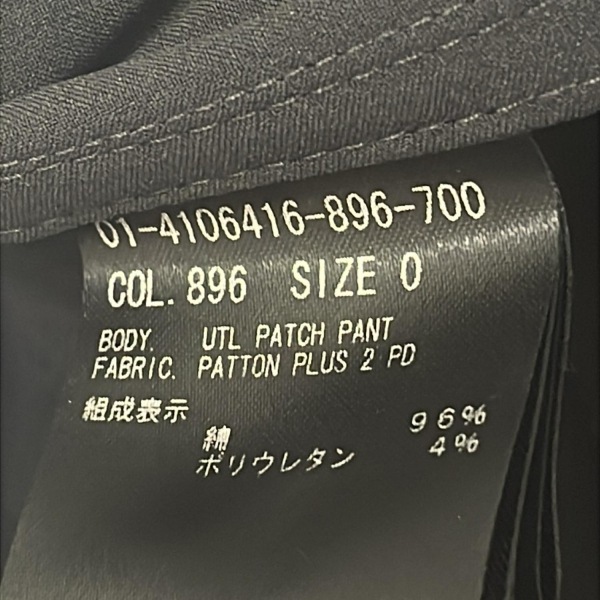 01-4106416-896-700
COL. 896 SIZE 0
BODY. UTL PATCH PANT
FABRIC. PATTON PLUS 2 PD
組成表示
綿 96%
ポリウレタン 4%